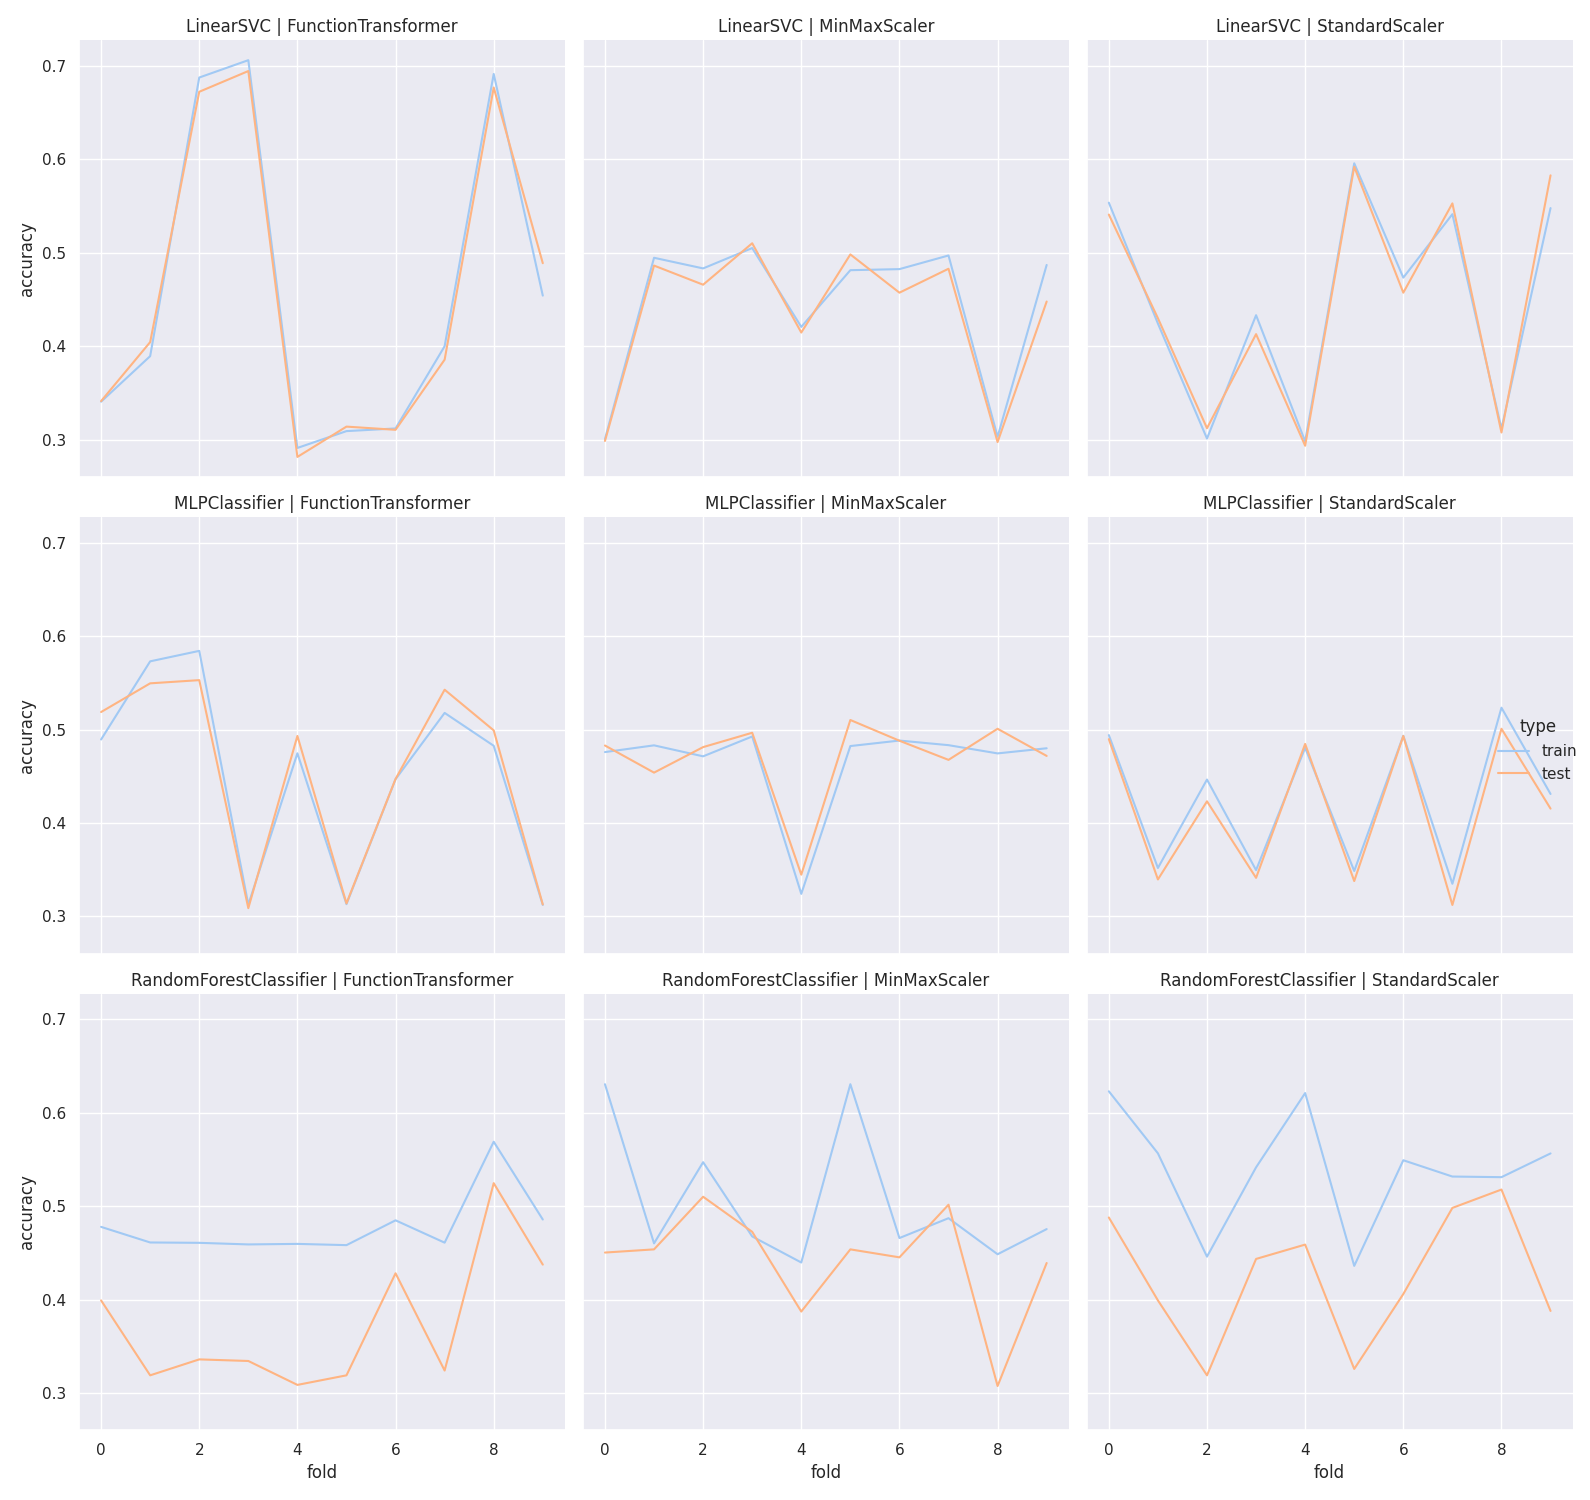 LinearSVC | FunctionTransformer
LinearSVC | MinMaxScaler
LinearSVC | StandardScaler
0.7
0.6
0.5
0.4
0.3
accuracy
MLPClassifier | FunctionTransformer
MLPClassifier | MinMaxScaler
MLPClassifier | StandardScaler
0.7
0.6
0.5
0.4
0.3
accuracy
type
train
test
RandomForestClassifier | FunctionTransformer
RandomForestClassifier | MinMaxScaler
RandomForestClassifier | StandardScaler
0.7
0.6
0.5
0.4
0.3
accuracy
0 2 4 6 8
0 2 4 6 8
0 2 4 6 8
fold
fold
fold